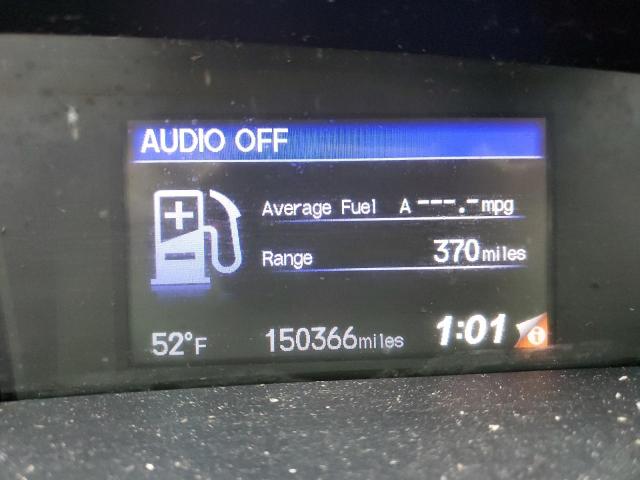 AUDIO OFF
Average Fuel A ---.- mpg
Range 370 miles
52°F 150366 miles 1:01 i